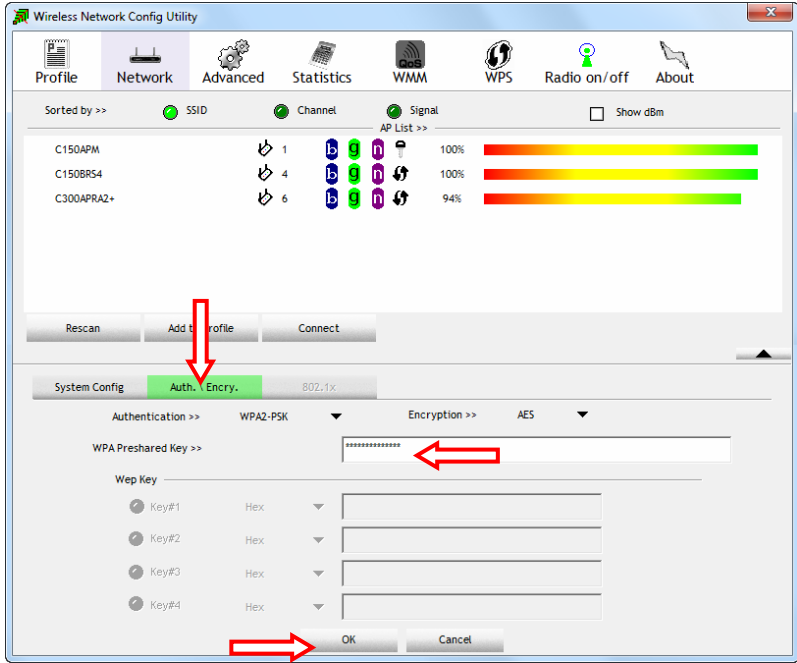 Wireless Network Config Utility
Profile Network Advanced Statistics QoS WMM WPS Radio on/off About
Sorted by >> SSID Channel Signal Show dBm
AP List >>
C150APM 1 b g n 100%
C150BRS4 4 b g n 100%
C300APRA2+ 6 b g n 94%
Rescan Add t rofile Connect
System Config Auth. \ Encry. 802.1x
Authentication >> WPA2-PSK Encryption >> AES
WPA Preshared Key >> **************
Wep Key
Key#1 Hex
Key#2 Hex
Key#3 Hex
Key#4 Hex
OK Cancel